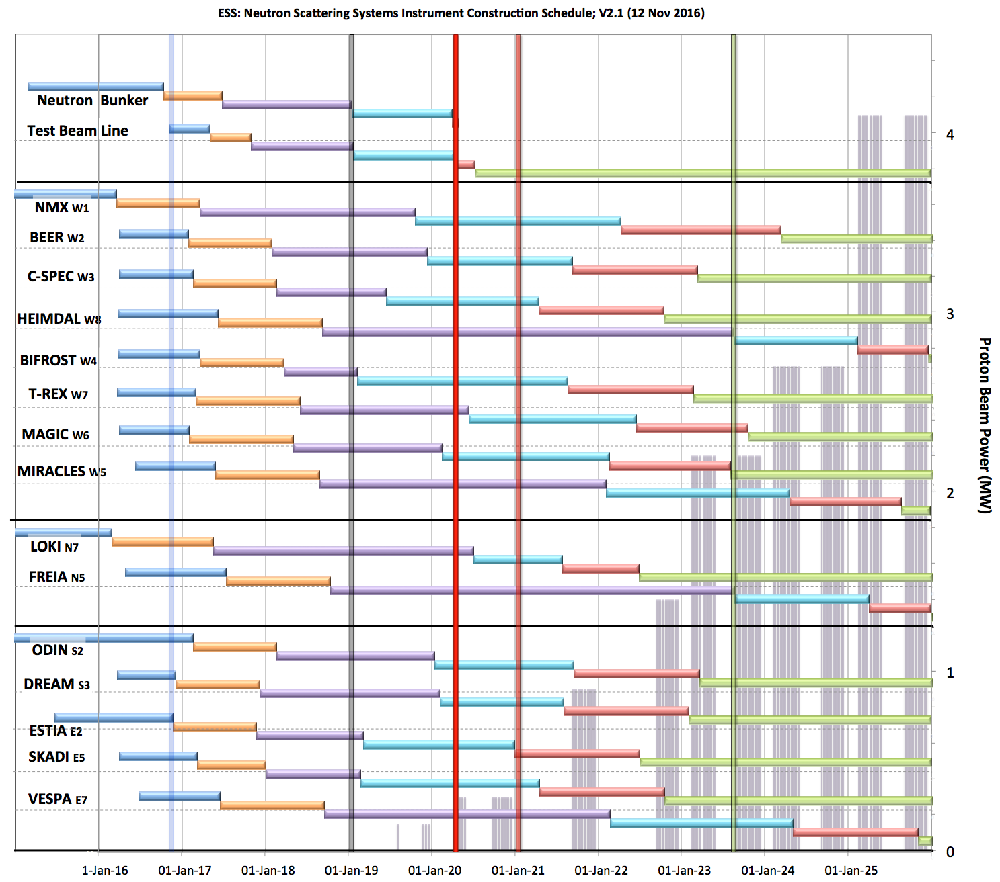 ESS: Neutron Scattering Systems Instrument Construction Schedule; V2.1 (12 Nov 2016)
Neutron Bunker
Test Beam Line
4
NMX W1
BEER W2
C-SPEC W3
HEIMDAL W8
3
BIFROST W4
T-REX W7
MAGIC W6
MIRACLES W5
2
Proton Beam Power (MW)
LOKI N7
FREIA N5
ODIN S2
1
DREAM S3
ESTIA E2
SKADI E5
VESPA E7
0
1-Jan-16 01-Jan-17 01-Jan-18 01-Jan-19 01-Jan-20 01-Jan-21 01-Jan-22 01-Jan-23 01-Jan-24 01-Jan-25